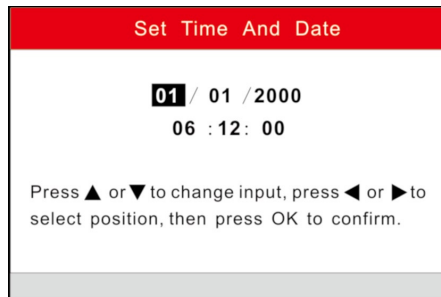 Set Time And Date
01 / 01 /2000
06 :12: 00
Press ▲ or ▼ to change input, press ◀ or ▶ to
select position, then press OK to confirm.